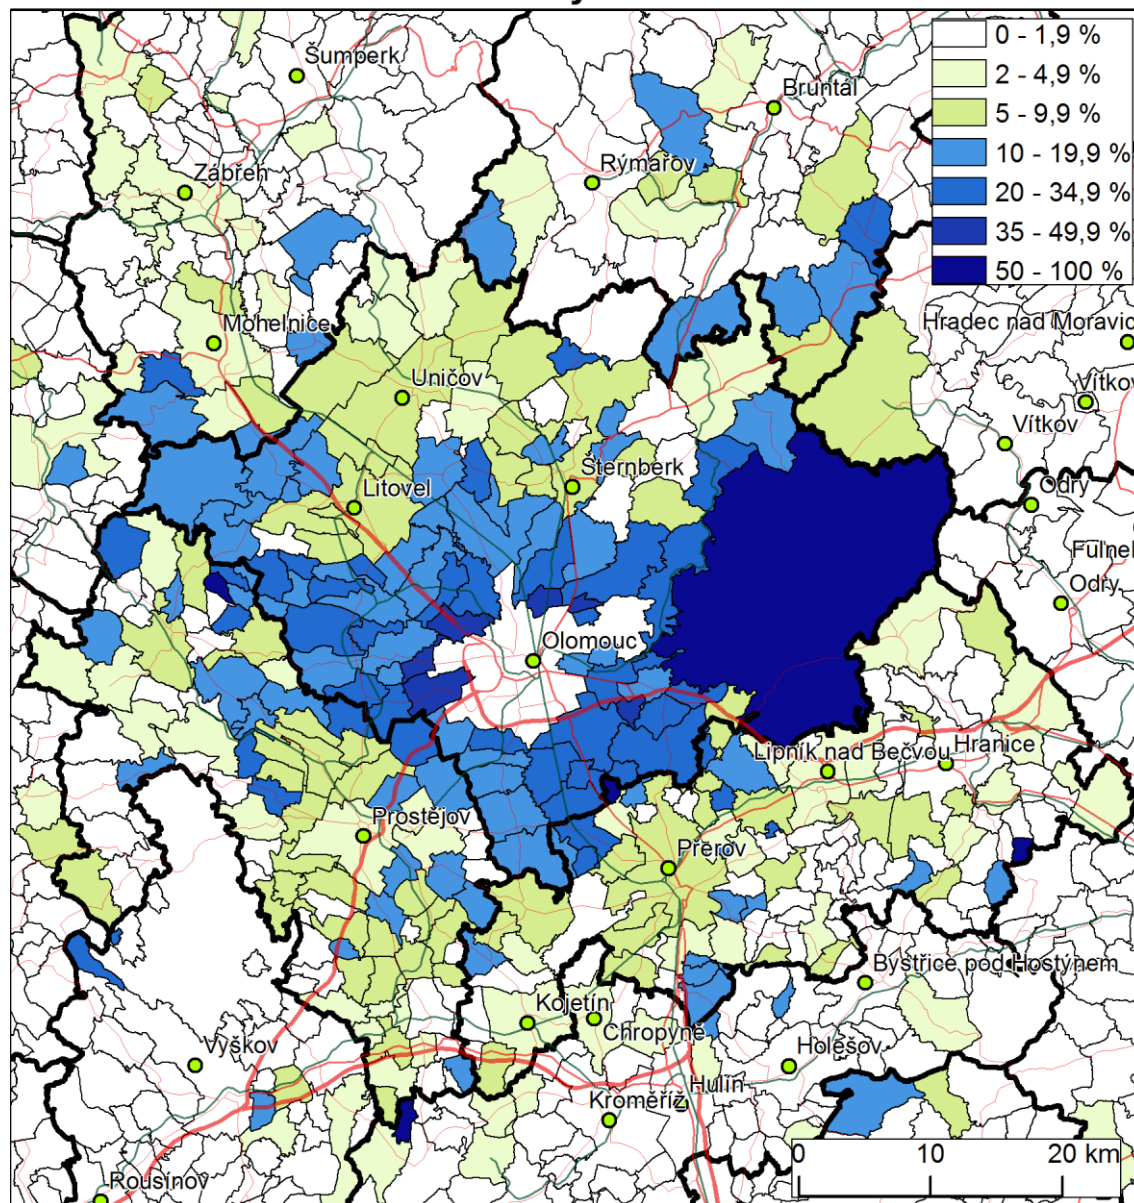 0 - 1,9 %
2 - 4,9 %
5 - 9,9 %
10 - 19,9 %
20 - 34,9 %
35 - 49,9 %
50 - 100 %
Šumperk
Bruntál
Zábřeh
Rýmařov
Mohelnice
Hradec nad Moravic
Uničov
Vítkov
Vítkov
Šternberk
Litovel
Odry
Fulnek
Odry
Olomouc
Lipník nad Bečvou
Hranice
Prostějov
Přerov
Bystřice pod Hostýnem
Kojetín
Chropyně
Vyškov
Holešov
Hulín
Kroměříž
Rousínov
0 10 20 km